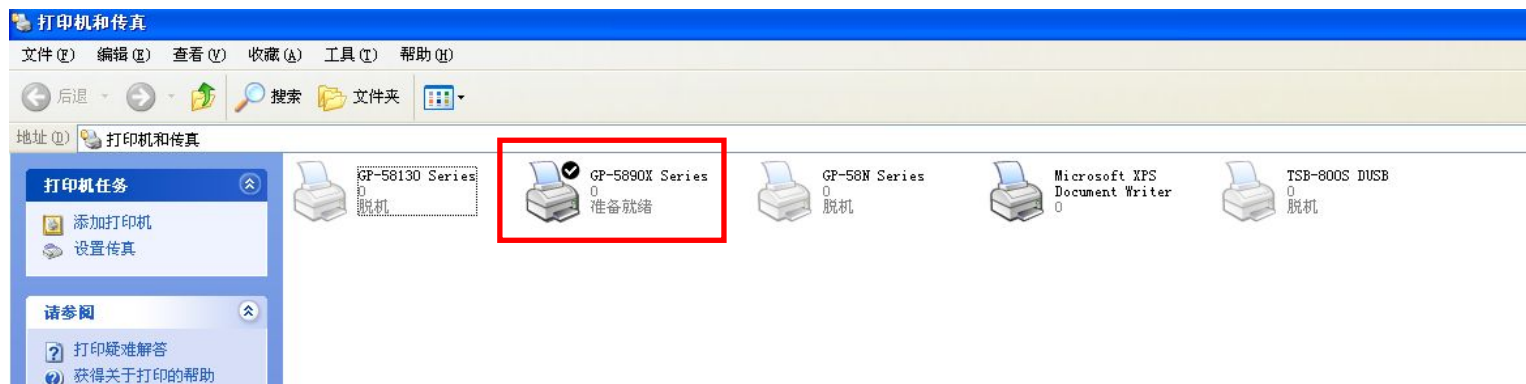 打印机和传真
文件(F) 编辑(E) 查看(V) 收藏(A) 工具(T) 帮助(H)
后退 搜索 文件夹
地址(D) 打印机和传真
打印机任务
添加打印机
设置传真
请参阅
打印疑难解答
获得关于打印的帮助
GP-58130 Series
0
脱机
GP-5890X Series
0
准备就绪
GP-58N Series
0
脱机
Microsoft XPS
Document Writer
0
TSB-800S DUSB
0
脱机